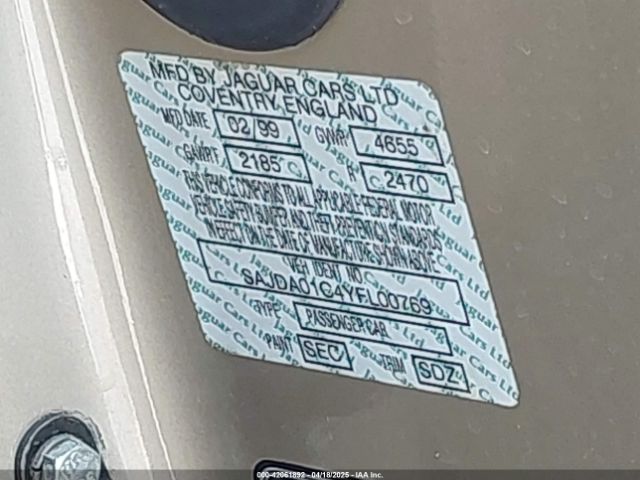 MFD BY JAGUAR CARS LTD
COVENTRY, ENGLAND
MFD DATE 02/99 GVWR 4655
GAWR F 2185 R 2470
THIS VEHICLE CONFORMS TO ALL APPLICABLE FEDERAL MOTOR
VEHICLE SAFETY BUMPER AND THEFT PREVENTION STANDARDS
IN EFFECT ON THE DATE OF MANUFACTURE SHOWN ABOVE
VEH IDENT NO
SAJDA01C4YFL00769
TYPE PASSENGER CAR
PAINT SEC TRIM SDZ
000-42061892 - 04/18/2025 - © IAA, Inc.